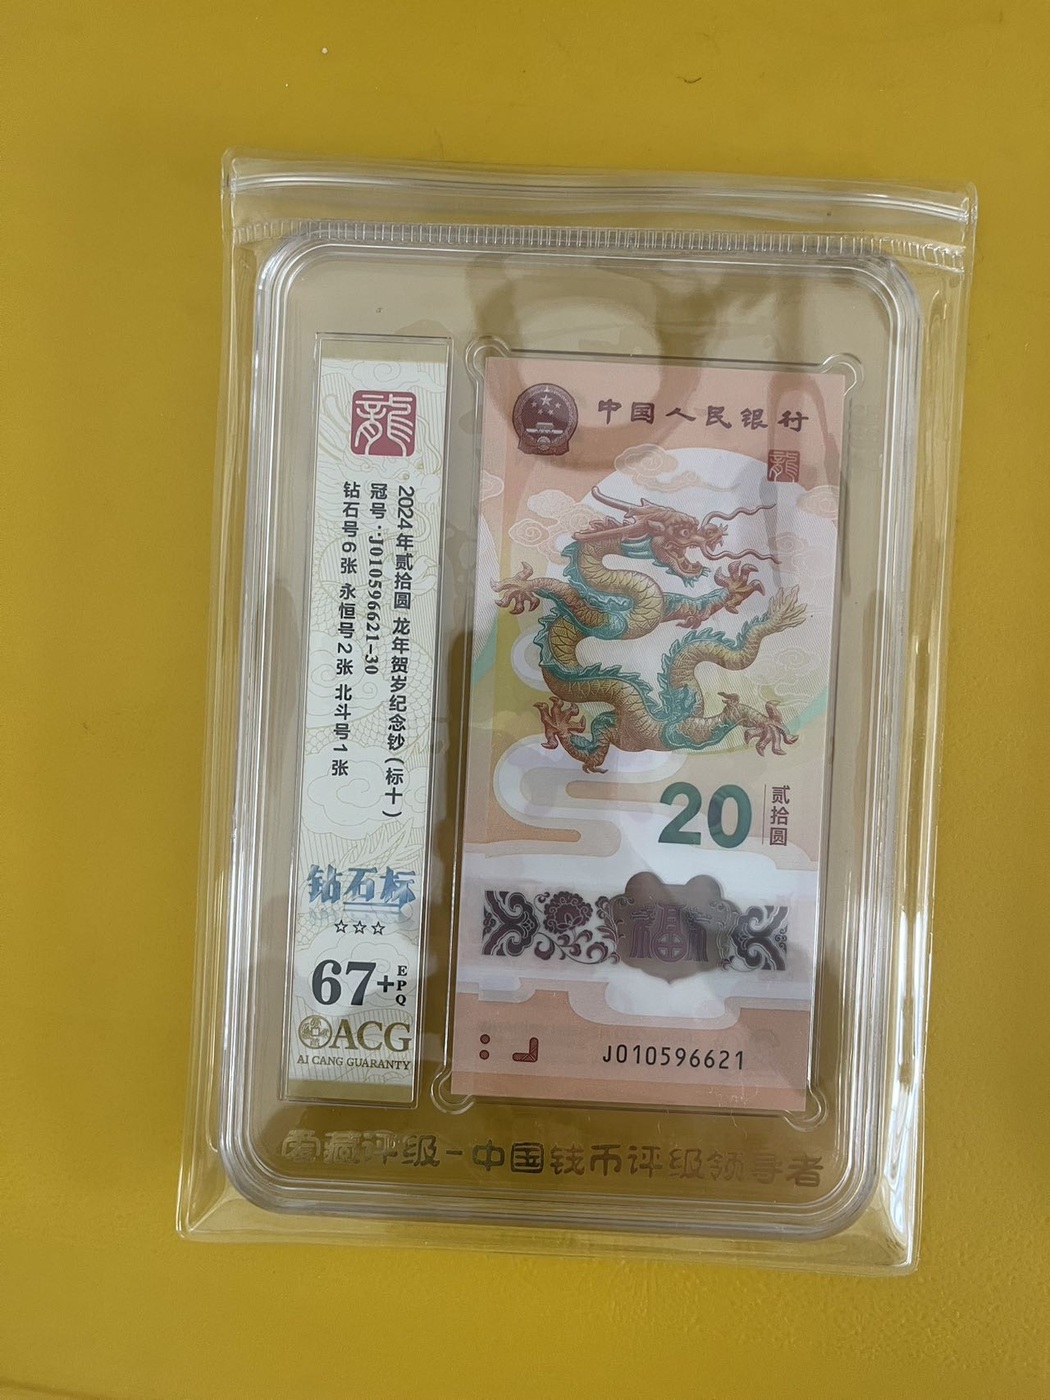 龍
2024年贰拾圆 龙年贺岁纪念钞(标十)
冠号:J010596621-30
钻石号6张 永恒号2张 北斗号1张
钻石标
☆☆☆
67+
EPQ
ACG
AI CANG GUARANTY
中国人民银行
龍
20
贰拾圆
福
J010596621
爱藏评级-中国钱币评级领导者